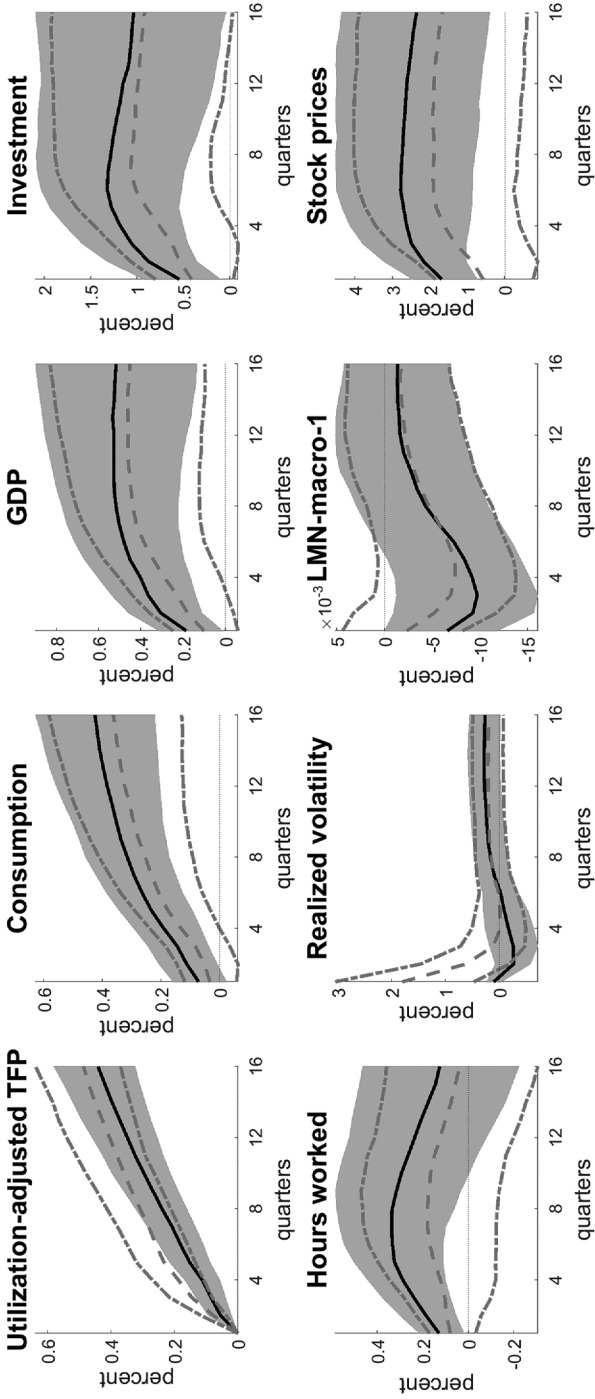 Utilization-adjusted TFP
percent
0.6
0.4
0.2
0
4
8
12
16
quarters
Consumption
percent
0.6
0.4
0.2
0
4
8
12
16
quarters
GDP
percent
0.8
0.6
0.4
0.2
0
4
8
12
16
quarters
Investment
percent
2
1.5
1
0.5
0
4
8
12
16
quarters
Hours worked
percent
0.4
0.2
0
-0.2
4
8
12
16
quarters
Realized volatility
percent
3
2
1
0
4
8
12
16
quarters
×10⁻³ LMN-macro-1
percent
5
0
-5
-10
-15
4
8
12
16
quarters
Stock prices
percent
4
3
2
1
0
4
8
12
16
quarters